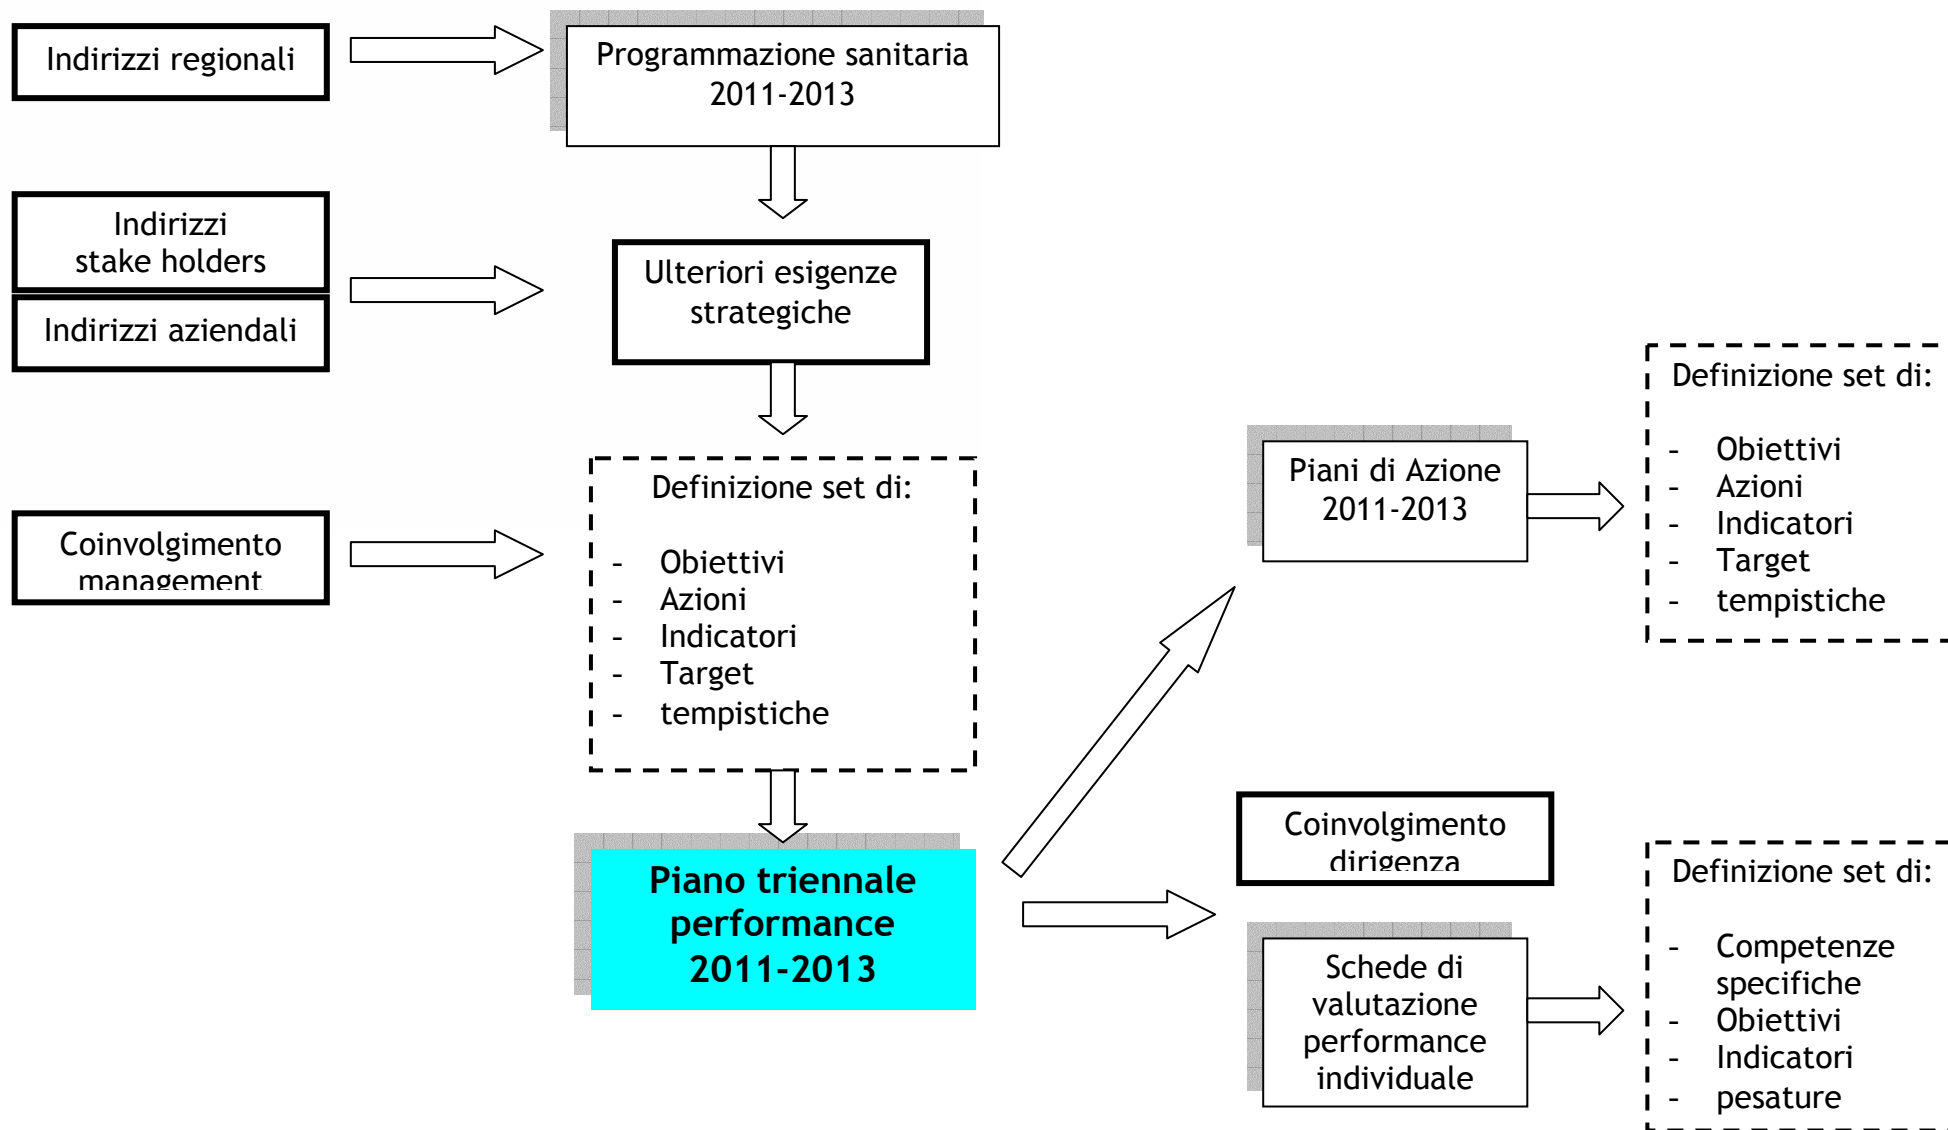 Indirizzi regionali
Programmazione sanitaria
2011-2013
Indirizzi
stake holders
Indirizzi aziendali
Ulteriori esigenze
strategiche
Coinvolgimento
management
Definizione set di:
- Obiettivi
- Azioni
- Indicatori
- Target
- tempistiche
Piano triennale
performance
2011-2013
Piani di Azione
2011-2013
Definizione set di:
- Obiettivi
- Azioni
- Indicatori
- Target
- tempistiche
Coinvolgimento
dirigenza
Schede di
valutazione
performance
individuale
Definizione set di:
- Competenze
specifiche
- Obiettivi
- Indicatori
- pesature